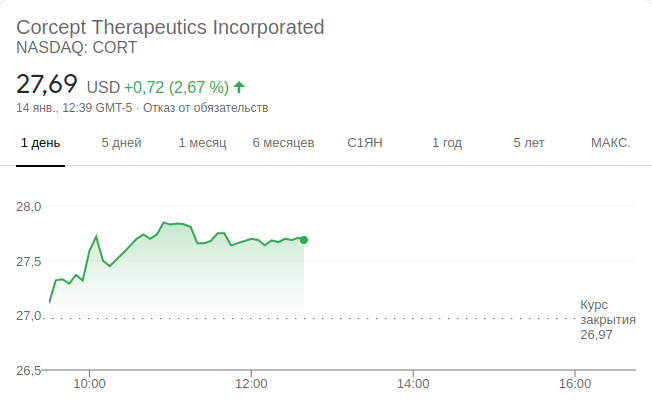 Corcept Therapeutics Incorporated
NASDAQ: CORT
27,69 USD +0,72 (2,67 %)
14 янв., 12:39 GMT-5 · Отказ от обязательств
1 день 5 дней 1 месяц 6 месяцев С1ЯН 1 год 5 лет МАКС.
28,0
27,5
27,0
Курс
закрытия
26,97
26,5
10:00 12:00 14:00 16:00